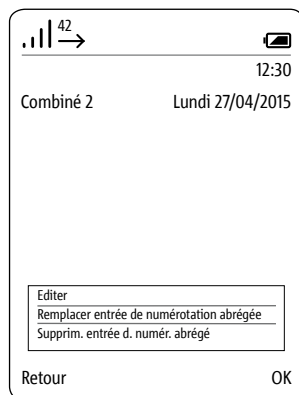 42
12:30
Combiné 2 Lundi 27/04/2015
Editer
Remplacer entrée de numérotation abrégée
Supprim. entrée d. numér. abrégé
Retour OK